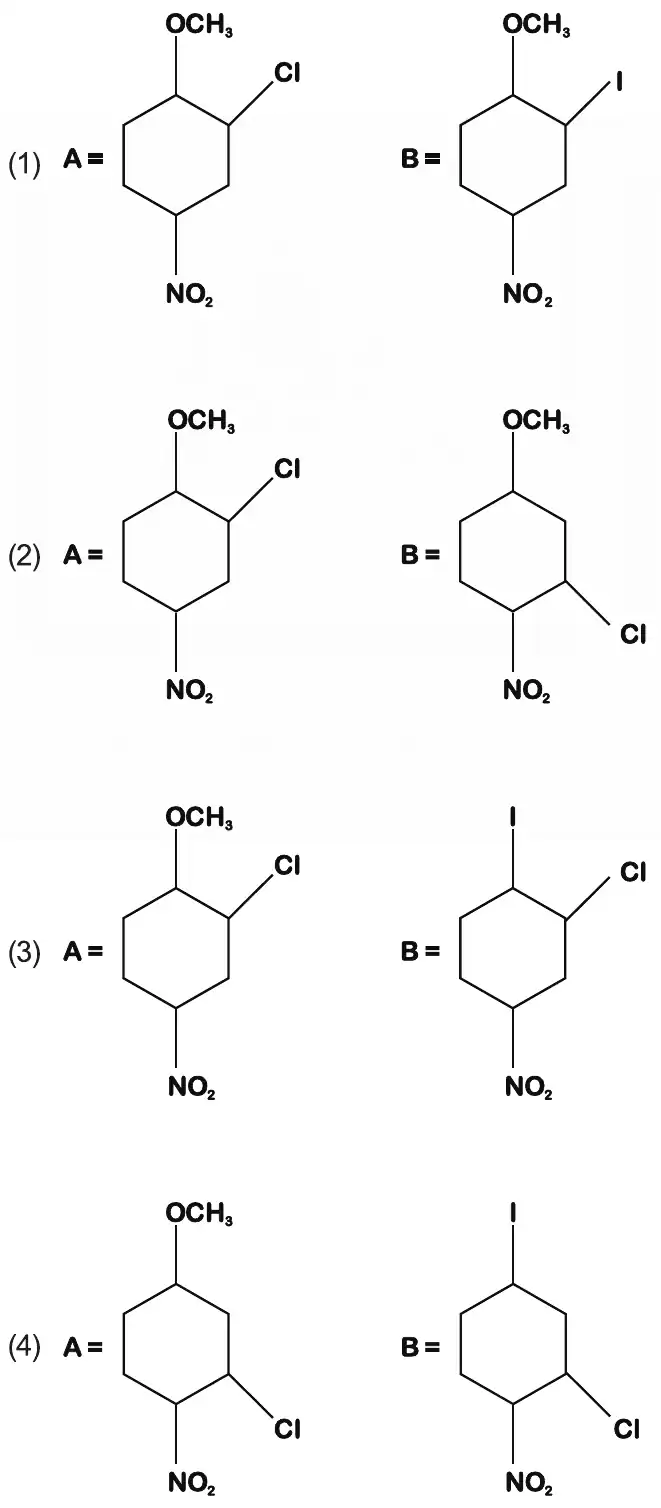 OCH₃ OCH₃
Cl I
(1) A = B =
NO₂ NO₂
OCH₃ OCH₃
Cl
(2) A = B =
Cl
NO₂ NO₂
OCH₃ I
Cl Cl
(3) A = B =
NO₂ NO₂
OCH₃ I
(4) A = B =
Cl Cl
NO₂ NO₂